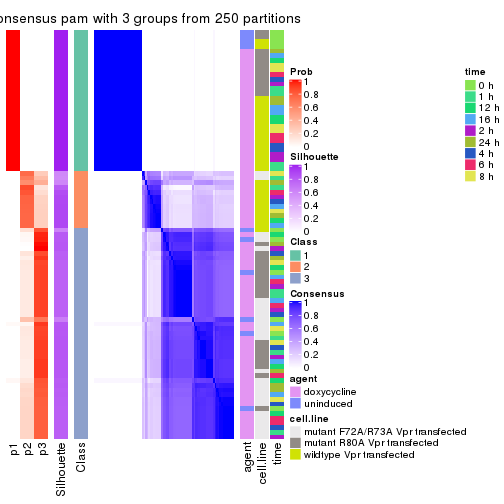 onsensus pam with 3 groups from 250 partitions
Prob
1
0.8
0.6
0.4
0.2
0
Silhouette
1
0.8
0.6
0.4
0.2
0
Class
1
2
3
Consensus
1
0.8
0.6
0.4
0.2
0
agent
doxycycline
uninduced
cell.line
mutant F72A/R73A Vpr transfected
mutant R80A Vpr transfected
wildtype Vpr transfected
time
0 h
1 h
12 h
16 h
2 h
24 h
4 h
6 h
8 h
p1
p2
p3
Silhouette
Class
agent
cell.line
time